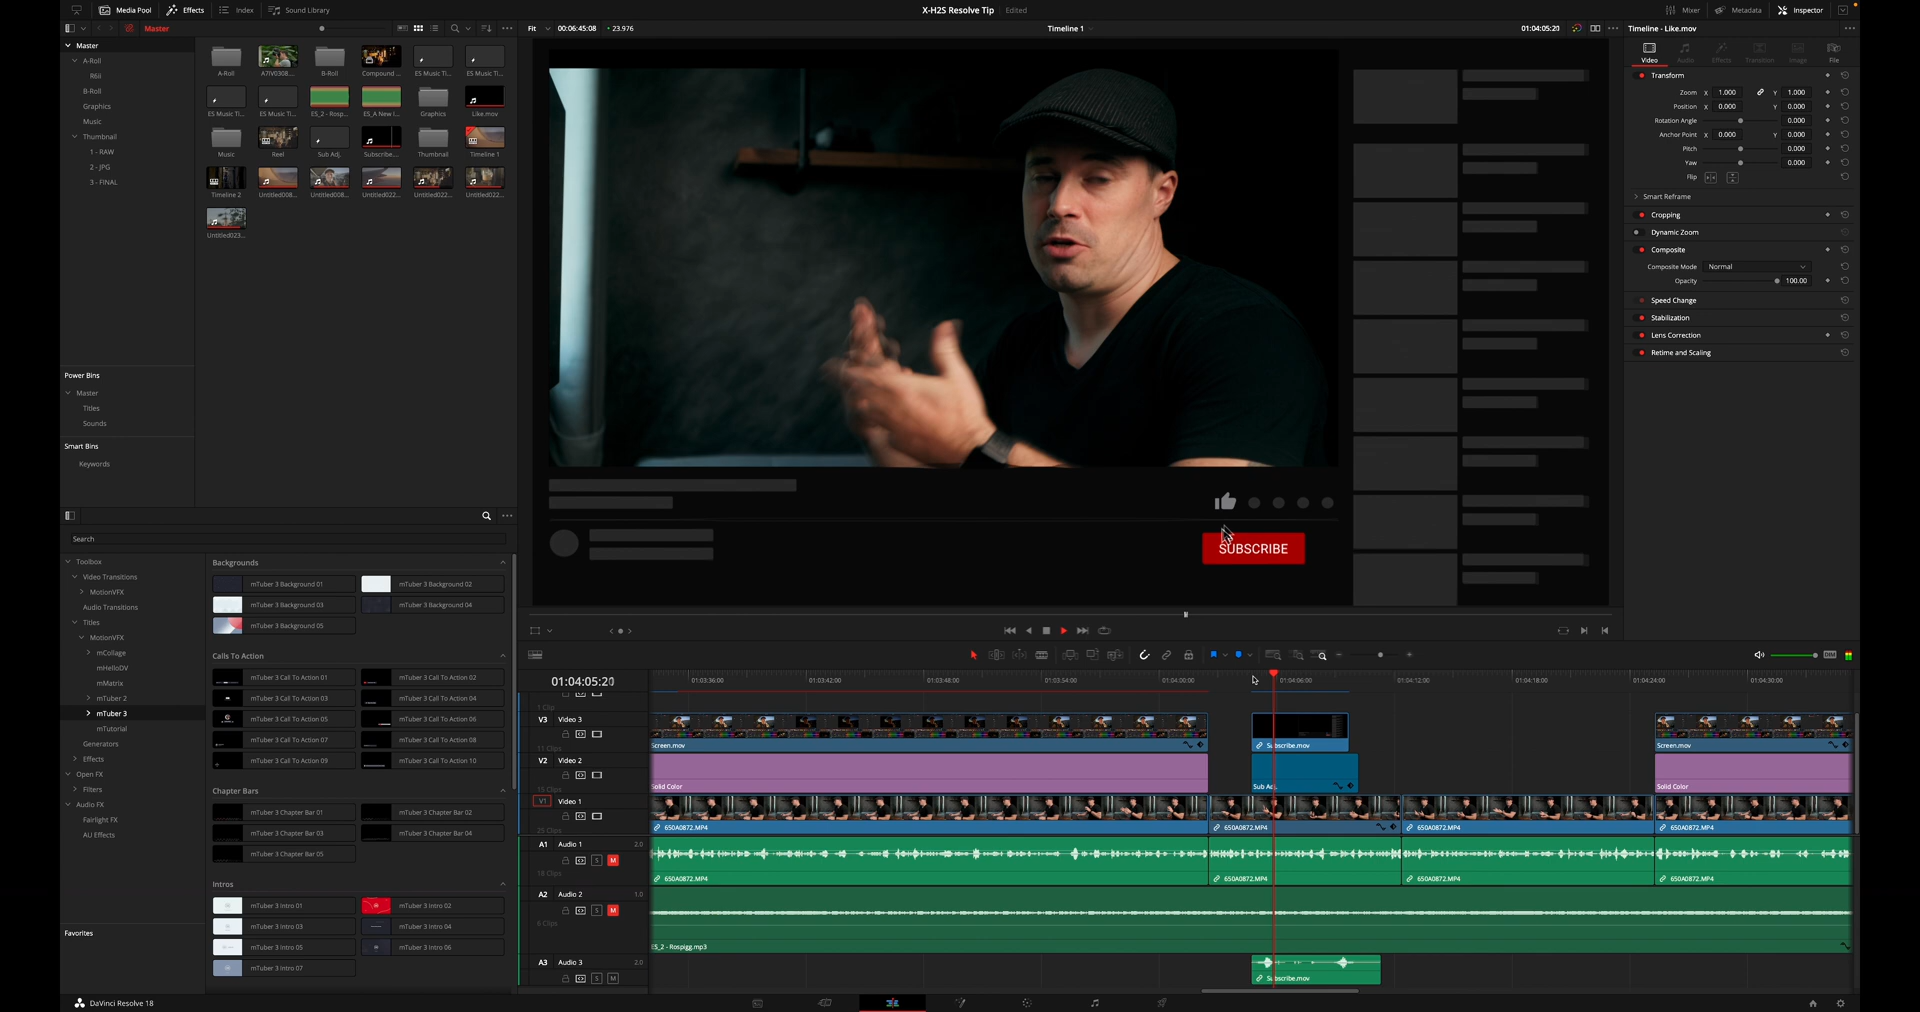 Media Pool
Effects
Index
Sound Library
X-H2S Resolve Tip
Edited
Mixer
Metadata
Inspector
Master
Fit
00:06:45:08
23.976
Timeline 1
01:04:05:20
Timeline - Like.mov
Master
A-Roll
R6ii
B-Roll
Graphics
Music
Thumbnail
1 - RAW
2 - JPG
3 - FINAL
A-Roll
A7IV0308...
B-Roll
Compound ...
ES Music Ti...
ES Music Ti...
ES Music Ti...
ES Music Ti...
ES_2 - Rosp...
ES_A New I...
Graphics
Like.mov
Music
Reel
Sub Adj.
Subscribe....
Thumbnail
Timeline 1
Timeline 2
Untitled008...
Untitled008...
Untitled022...
Untitled022...
Untitled022...
Untitled023...
Power Bins
Master
Titles
Sounds
Smart Bins
Keywords
SUBSCRIBE
Video
Audio
Effects
Transition
Image
File
Transform
Zoom X 1.000 Y 1.000
Position X 0.000 Y 0.000
Rotation Angle 0.000
Anchor Point X 0.000 Y 0.000
Pitch 0.000
Yaw 0.000
Flip
Smart Reframe
Cropping
Dynamic Zoom
Composite
Composite Mode Normal
Opacity 100.00
Speed Change
Stabilization
Lens Correction
Retime and Scaling
Search
Toolbox
Video Transitions
MotionVFX
Audio Transitions
Titles
MotionVFX
mCollage
mHelloDV
mMatrix
mTuber 2
mTuber 3
mTutorial
Generators
Effects
Open FX
Filters
Audio FX
Fairlight FX
AU Effects
Favorites
Backgrounds
mTuber 3 Background 01
mTuber 3 Background 02
mTuber 3 Background 03
mTuber 3 Background 04
mTuber 3 Background 05
Calls To Action
mTuber 3 Call To Action 01
mTuber 3 Call To Action 02
mTuber 3 Call To Action 03
mTuber 3 Call To Action 04
mTuber 3 Call To Action 05
mTuber 3 Call To Action 06
mTuber 3 Call To Action 07
mTuber 3 Call To Action 08
mTuber 3 Call To Action 09
mTuber 3 Call To Action 10
Chapter Bars
mTuber 3 Chapter Bar 01
mTuber 3 Chapter Bar 02
mTuber 3 Chapter Bar 03
mTuber 3 Chapter Bar 04
mTuber 3 Chapter Bar 05
Intros
mTuber 3 Intro 01
mTuber 3 Intro 02
mTuber 3 Intro 03
mTuber 3 Intro 04
mTuber 3 Intro 05
mTuber 3 Intro 06
mTuber 3 Intro 07
DIM
01:04:05:20
01:03:36:00
01:03:42:00
01:03:48:00
01:03:54:00
01:04:00:00
01:04:06:00
01:04:12:00
01:04:18:00
01:04:24:00
01:04:30:00
1 Clip
V3 Video 3
11 Clips
Screen.mov
Subscribe.mov
Screen.mov
V2 Video 2
15 Clips
Solid Color
Sub Adj.
Solid Color
V1 Video 1
25 Clips
650A0872.MP4
650A0872.MP4
650A0872.MP4
650A0872.MP4
A1 Audio 1 2.0
S M
18 Clips
650A0872.MP4
650A0872.MP4
650A0872.MP4
650A0872.MP4
A2 Audio 2 1.0
S M
6 Clips
ES_2 - Rospigg.mp3
A3 Audio 3 2.0
S M
Subscribe.mov
DaVinci Resolve 18